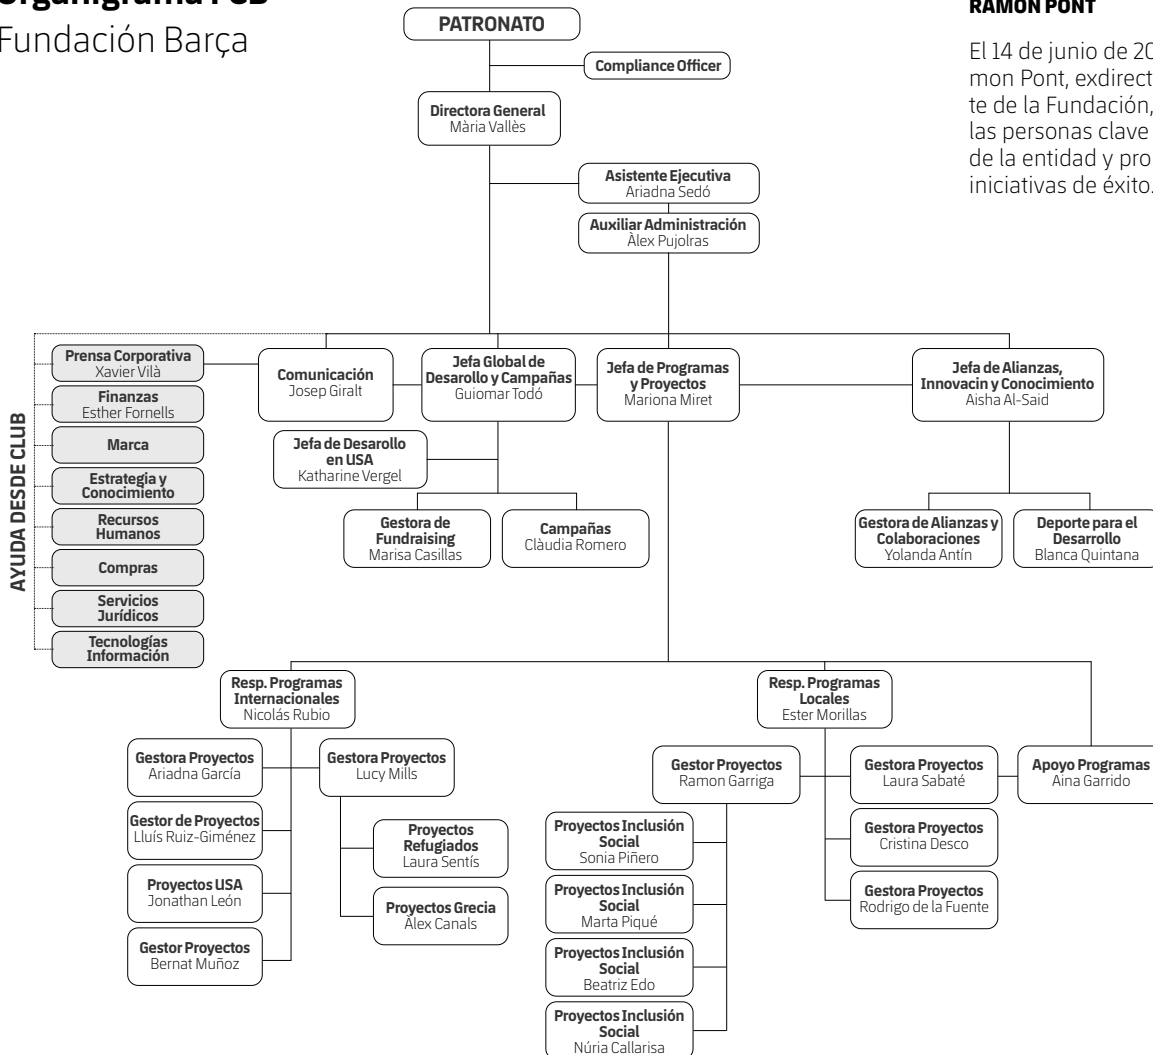 Organigrama FCB
Fundación Barça
PATRONATO
Compliance Officer
Directora General
Mària Vallès
Asistente Ejecutiva
Ariadna Sedó
Auxiliar Administración
Àlex Pujolras
RAMON PONT
El 14 de junio de 20
mon Pont, exdirect
te de la Fundación,
las personas clave
de la entidad y pro
iniciativas de éxito.
AYUDA DESDE CLUB
Prensa Corporativa
Xavier Vilà
Finanzas
Esther Fornells
Marca
Estrategia y
Conocimiento
Recursos
Humanos
Compras
Servicios
Jurídicos
Tecnologías
Información
Comunicación
Josep Giralt
Jefa Global de
Desarollo y Campañas
Guiomar Todó
Jefa de Programas
y Proyectos
Mariona Miret
Jefa de Alianzas,
Innovacin y Conocimiento
Aisha Al-Said
Jefa de Desarollo
en USA
Katharine Vergel
Gestora de
Fundraising
Marisa Casillas
Campañas
Clàudia Romero
Gestora de Alianzas y
Colaboraciones
Yolanda Antín
Deporte para el
Desarrollo
Blanca Quintana
Resp. Programas
Internacionales
Nicolás Rubio
Resp. Programas
Locales
Ester Morillas
Gestora Proyectos
Ariadna García
Gestora Proyectos
Lucy Mills
Gestor de Proyectos
Lluís Ruiz-Giménez
Proyectos
Refugiados
Laura Sentís
Proyectos USA
Jonathan León
Proyectos Grecia
Àlex Canals
Gestor Proyectos
Bernat Muñoz
Gestor Proyectos
Ramon Garriga
Gestora Proyectos
Laura Sabaté
Apoyo Programas
Aina Garrido
Proyectos Inclusión
Social
Sonia Piñero
Gestora Proyectos
Cristina Desco
Proyectos Inclusión
Social
Marta Piqué
Gestora Proyectos
Rodrigo de la Fuente
Proyectos Inclusión
Social
Beatriz Edo
Proyectos Inclusión
Social
Núria Callarisa